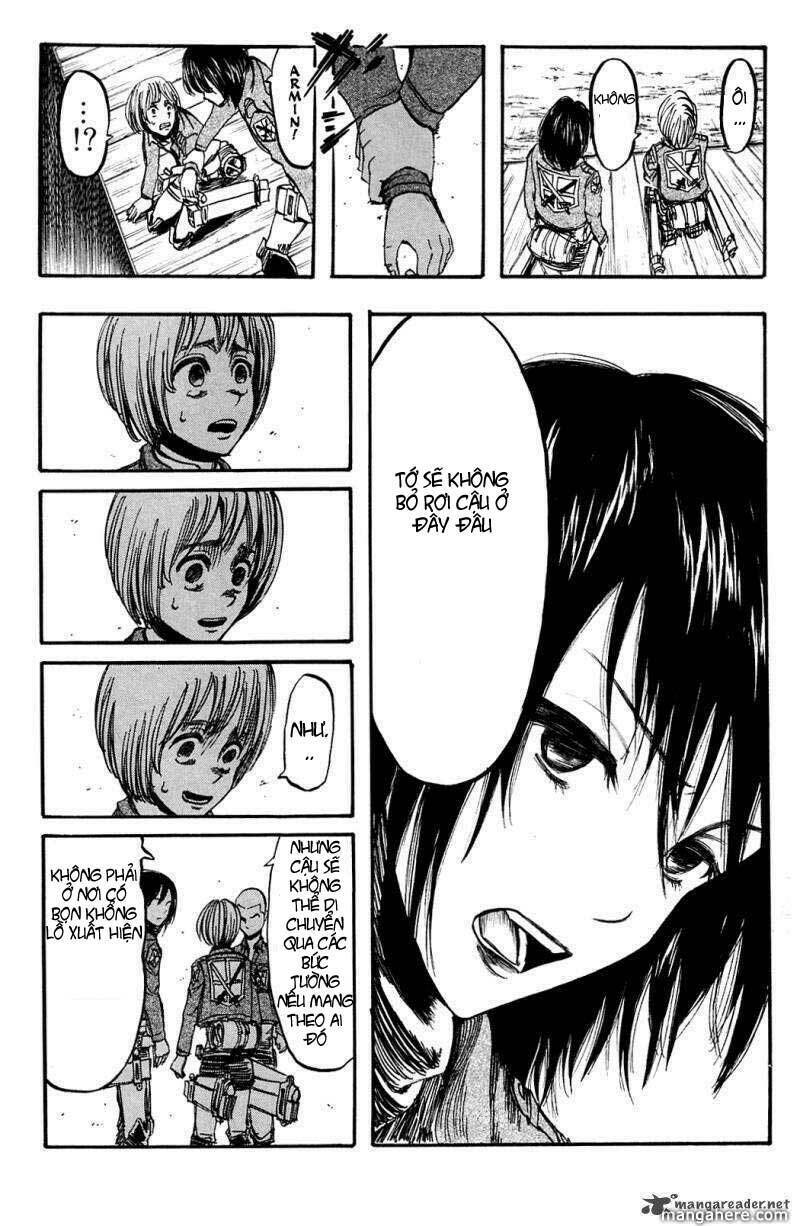 ÔI
...
KHÔNG
ARMIN!
...
!?
TỚ SẼ KHÔNG
BỎ RƠI CẬU Ở
ĐÂY ĐẦU
NHƯ,
..
NHƯNG
CẬU SẼ
KHÔNG
THỂ DI
CHUYỂN
QUA CÁC
BỨC
TƯỜNG
NẾU MANG
THEO AI
ĐÓ
KHÔNG PHẢI
Ở NƠI CÓ
BỌN KHỔNG
LỒ XUẤT HIỆN
mangareader.net
mangahere.com